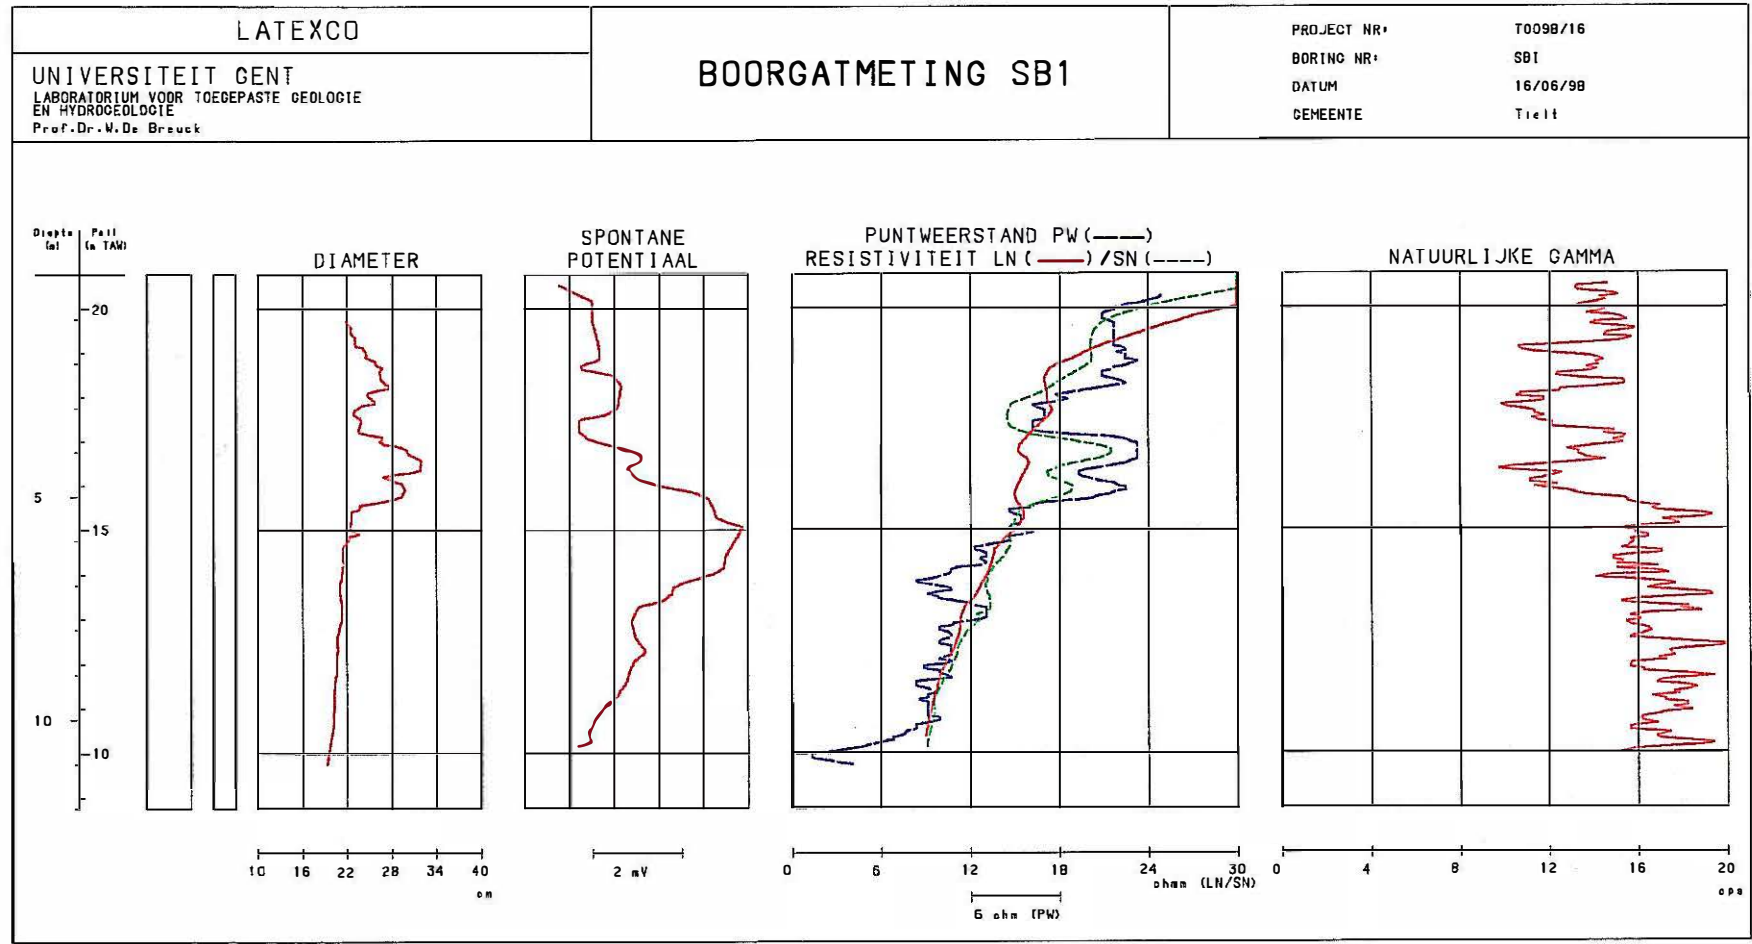 LATEXCO
UNIVERSITEIT GENT
LABORATORIUM VOOR TOEGEPASTE GEOLOGIE
EN HYDROGEOLOGIE
Prof.Dr.W.De Breuck
BOORGATMETING SB1
PROJECT NR: T0098/16
BORING NR: SB1
DATUM 16/06/98
GEMEENTE Tielt
Diepte Peil
(m) (m TAW)
DIAMETER
SPONTANE
POTENTIAAL
PUNTWEERSTAND PW(----)
RESISTIVITEIT LN(——)/SN(----)
NATUURLIJKE GAMMA
20
5
15
10
10
10 16 22 28 34 40
cm
2 mV
0 6 12 18 24 30
ohmm (LN/SN)
6 ohm (PW)
0 4 8 12 16 20
cps